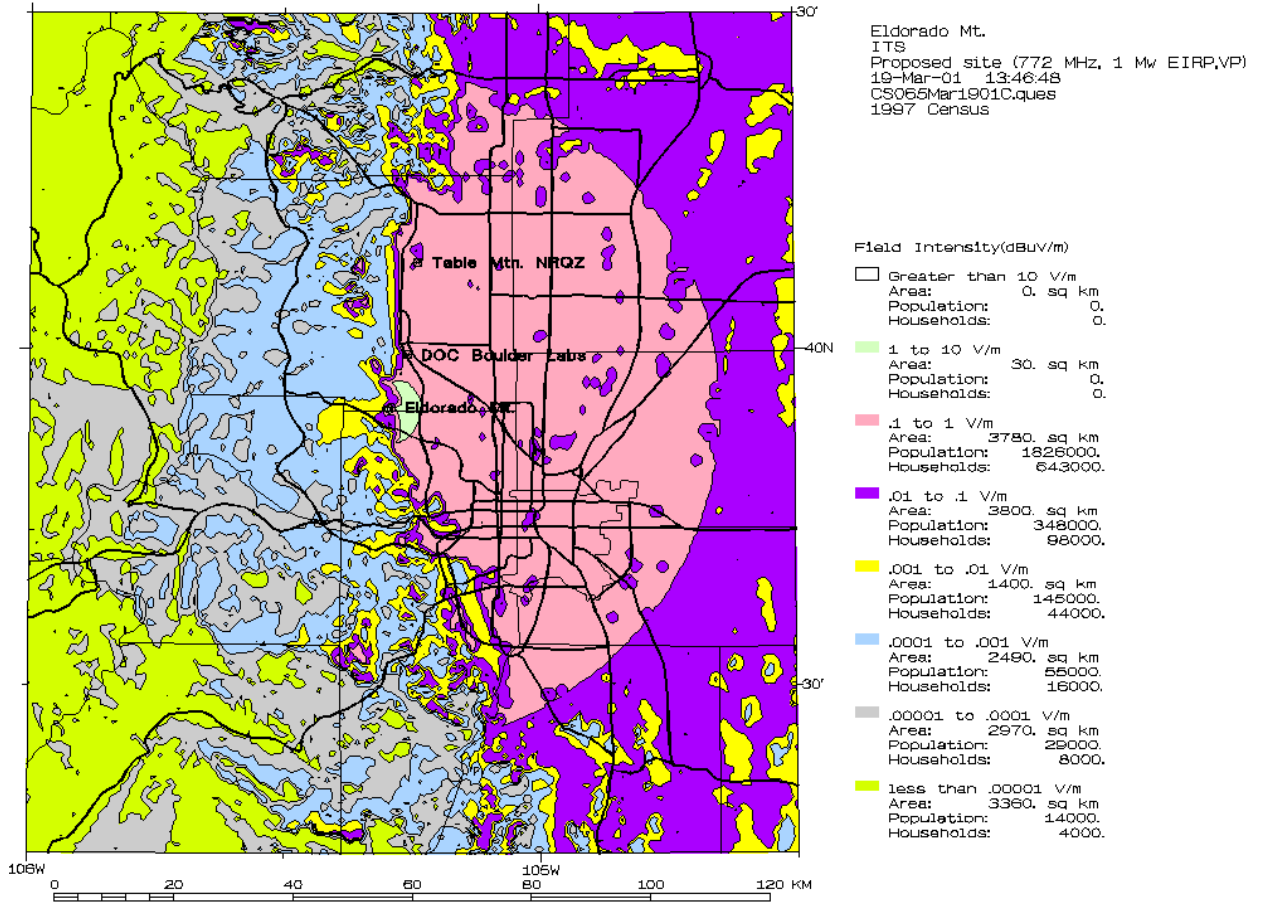 30'
Eldorado Mt.
ITS
Proposed site (772 MHz, 1 Mw EIRP,VP)
19-Mar-01 13:46:48
CS065Mar1901C.ques
1997 Census
Field Intensity(dBuV/m)
Greater than 10 V/m
Area: 0. sq km
Population: 0.
Households: 0.
1 to 10 V/m
Area: 30. sq km
Population: 0.
Households: 0.
.1 to 1 V/m
Area: 3780. sq km
Population: 1826000.
Households: 643000.
.01 to .1 V/m
Area: 3800. sq km
Population: 348000.
Households: 98000.
.001 to .01 V/m
Area: 1400. sq km
Population: 145000.
Households: 44000.
.0001 to .001 V/m
Area: 2490. sq km
Population: 55000.
Households: 16000.
.00001 to .0001 V/m
Area: 2970. sq km
Population: 29000.
Households: 8000.
less than .00001 V/m
Area: 3360. sq km
Population: 14000.
Households: 4000.
Table Mtn. NRQZ
40N
DOC Boulder Labs
Eldorado Mt.
30'
106W
105W
0 20 40 60 80 100 120 KM